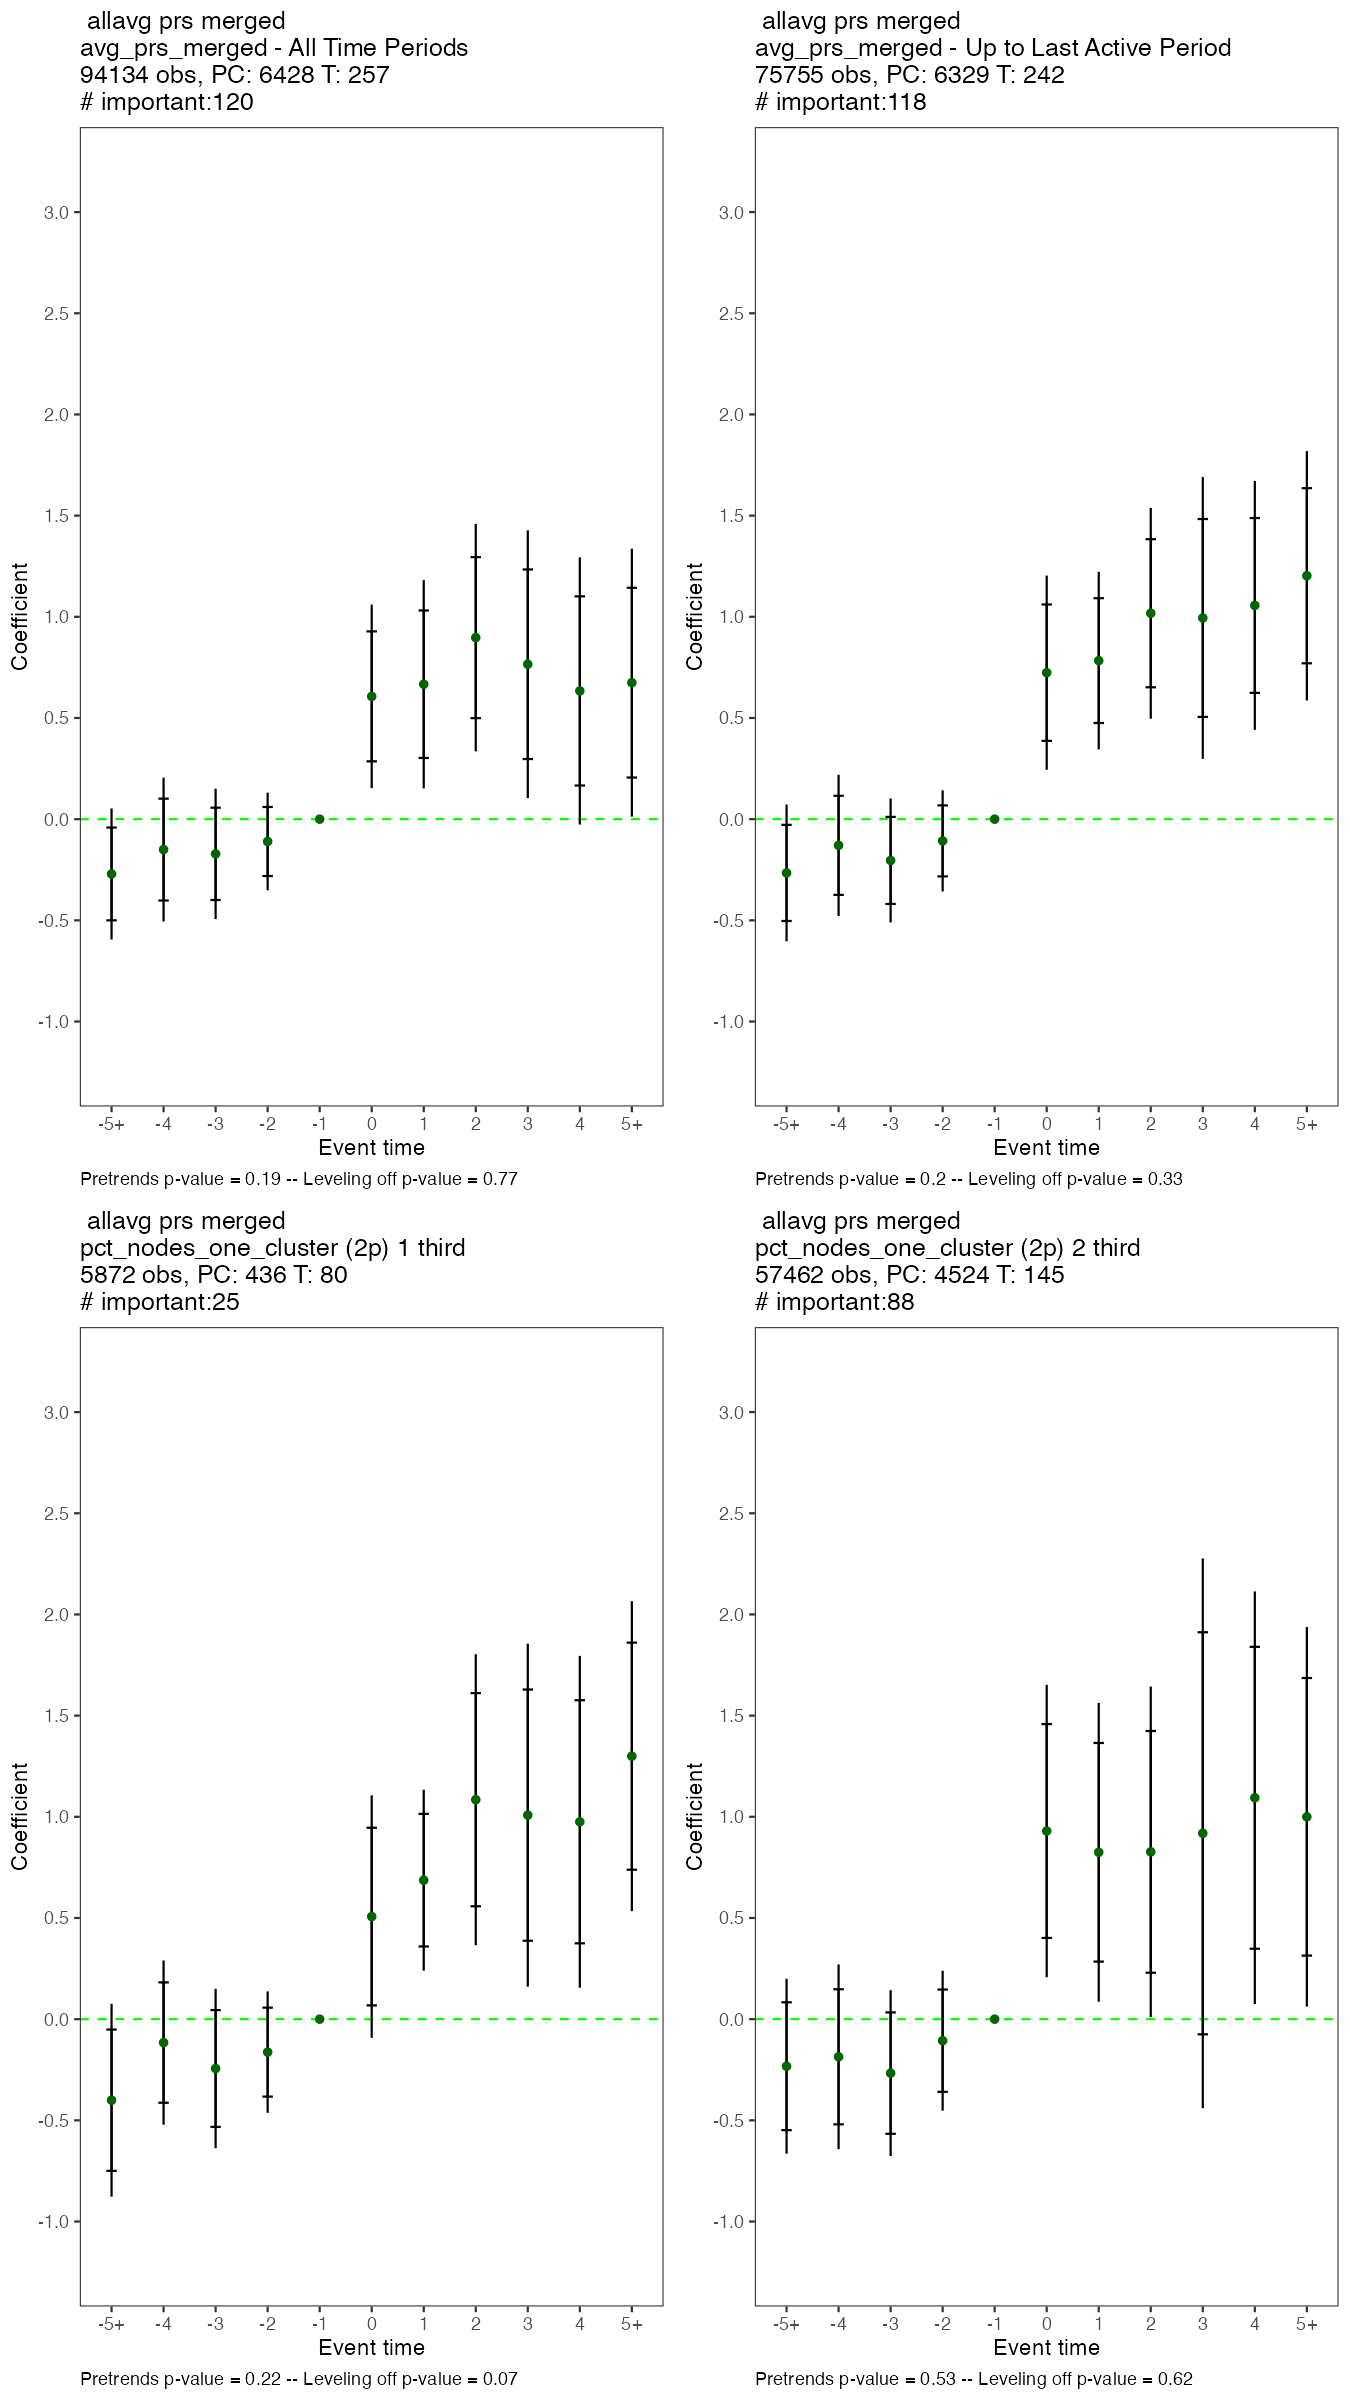 allavg prs merged
avg_prs_merged - All Time Periods
94134 obs, PC: 6428 T: 257
# important:120
3.0
2.5
2.0
1.5
1.0
0.5
0.0
-0.5
-1.0
Coefficient
-5+ -4 -3 -2 -1 0 1 2 3 4 5+
Event time
Pretrends p-value = 0.19 -- Leveling off p-value = 0.77
allavg prs merged
avg_prs_merged - Up to Last Active Period
75755 obs, PC: 6329 T: 242
# important:118
3.0
2.5
2.0
1.5
1.0
0.5
0.0
-0.5
-1.0
Coefficient
-5+ -4 -3 -2 -1 0 1 2 3 4 5+
Event time
Pretrends p-value = 0.2 -- Leveling off p-value = 0.33
allavg prs merged
pct_nodes_one_cluster (2p) 1 third
5872 obs, PC: 436 T: 80
# important:25
3.0
2.5
2.0
1.5
1.0
0.5
0.0
-0.5
-1.0
Coefficient
-5+ -4 -3 -2 -1 0 1 2 3 4 5+
Event time
Pretrends p-value = 0.22 -- Leveling off p-value = 0.07
allavg prs merged
pct_nodes_one_cluster (2p) 2 third
57462 obs, PC: 4524 T: 145
# important:88
3.0
2.5
2.0
1.5
1.0
0.5
0.0
-0.5
-1.0
Coefficient
-5+ -4 -3 -2 -1 0 1 2 3 4 5+
Event time
Pretrends p-value = 0.53 -- Leveling off p-value = 0.62